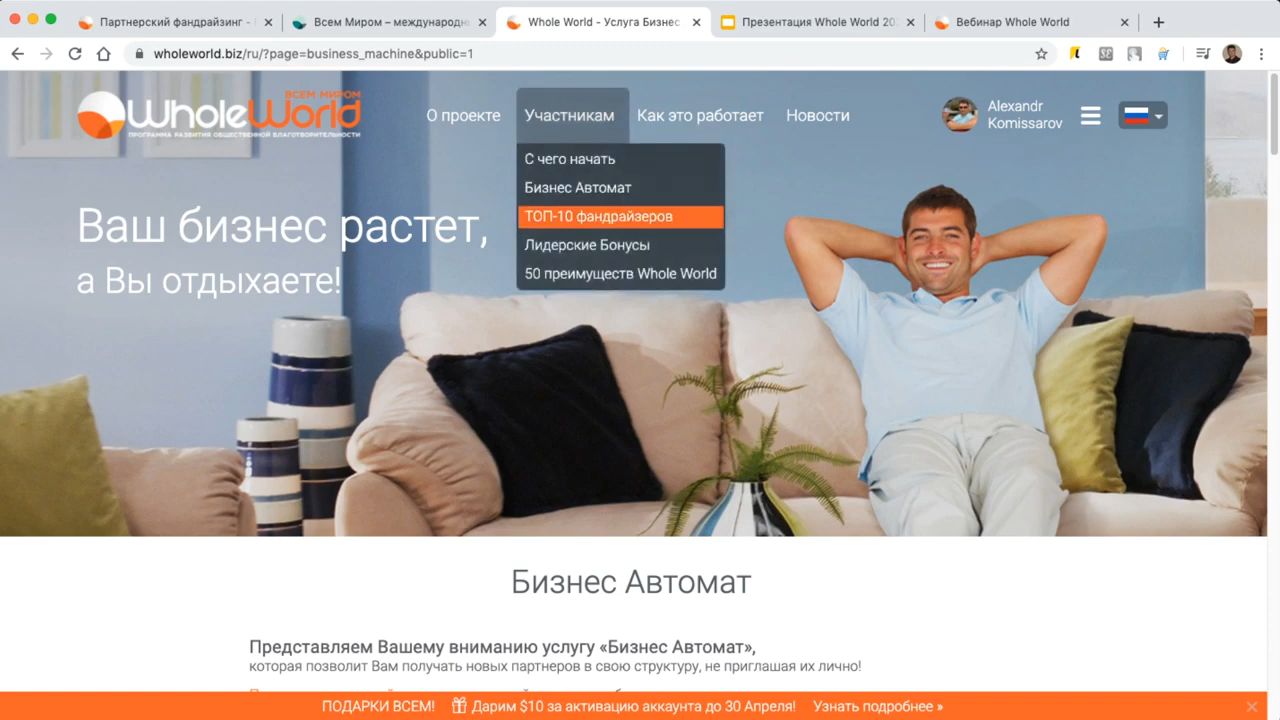 Партнерский фандрайзинг -
Всем Миром – международн
Whole World - Услуга Бизнес
Презентация Whole World 202
Вебинар Whole World
wholeworld.biz/ru/?page=business_machine&public=1
ВСЕМ МИРОМ
WholeWorld
ПРОГРАММА РАЗВИТИЯ ОБЩЕСТВЕННОЙ БЛАГОТВОРИТЕЛЬНОСТИ
О проекте
Участникам
Как это работает
Новости
Alexandr
Komissarov
С чего начать
Бизнес Автомат
ТОП-10 фандрайзеров
Лидерские Бонусы
50 преимуществ Whole World
Ваш бизнес растет,
а Вы отдыхаете!
Бизнес Автомат
Представляем Вашему вниманию услугу «Бизнес Автомат»,
которая позволит Вам получать новых партнеров в свою структуру, не приглашая их лично!
ПОДАРКИ ВСЕМ! Дарим $10 за активацию аккаунта до 30 Апреля! Узнать подробнее »